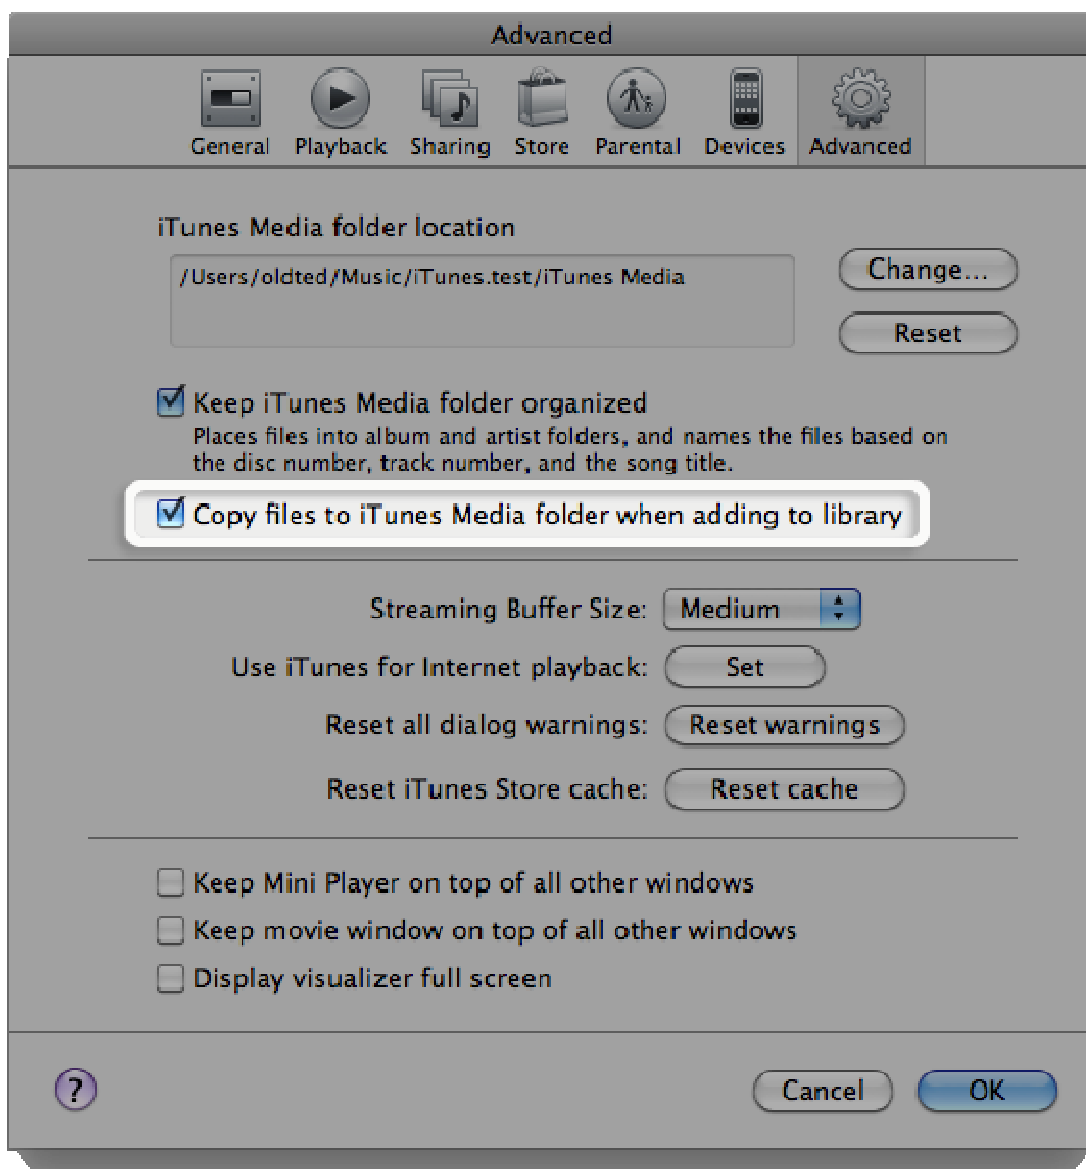 Advanced
General Playback Sharing Store Parental Devices Advanced
iTunes Media folder location
/Users/oldted/Music/iTunes.test/iTunes Media
Change...
Reset
Keep iTunes Media folder organized
Places files into album and artist folders, and names the files based on
the disc number, track number, and the song title.
Copy files to iTunes Media folder when adding to library
Streaming Buffer Size: Medium
Use iTunes for Internet playback: Set
Reset all dialog warnings: Reset warnings
Reset iTunes Store cache: Reset cache
Keep Mini Player on top of all other windows
Keep movie window on top of all other windows
Display visualizer full screen
? Cancel OK